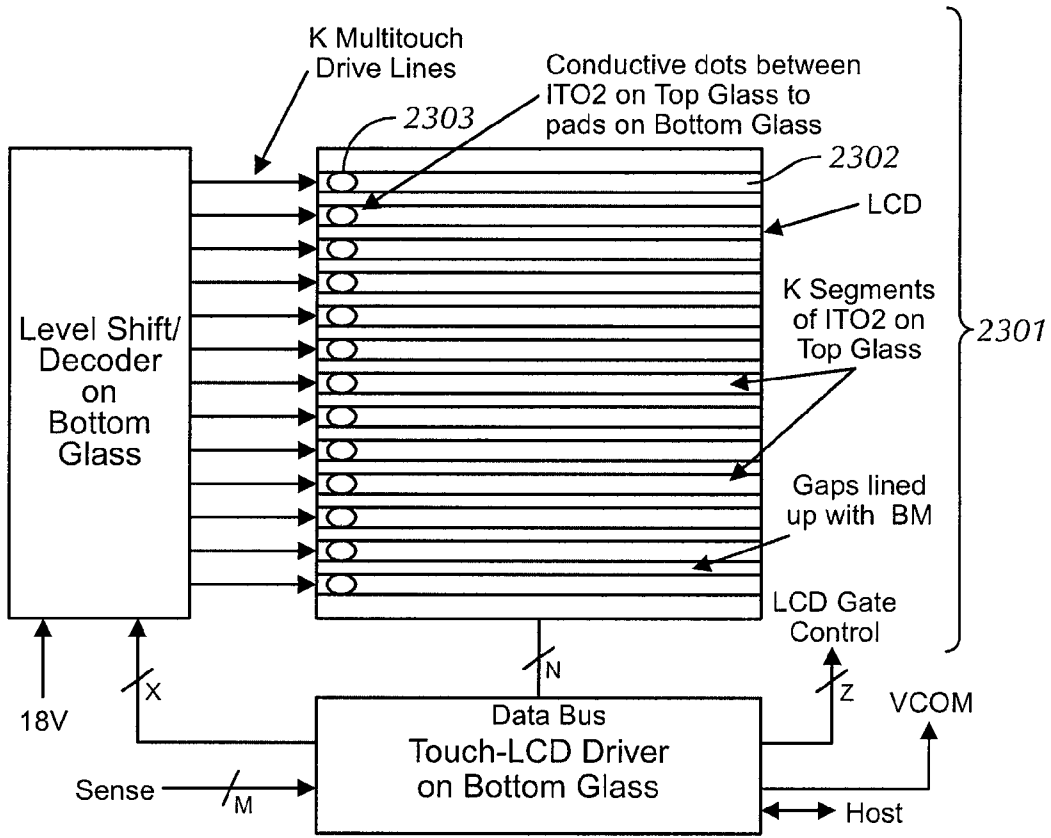 K Multitouch
Drive Lines
Conductive dots between
ITO2 on Top Glass to
pads on Bottom Glass
2303
2302
LCD
K Segments
of ITO2 on
Top Glass
2301
Level Shift/
Decoder
on
Bottom
Glass
Gaps lined
up with BM
LCD Gate
Control
N
X
Z
18V
VCOM
Data Bus
Touch-LCD Driver
on Bottom Glass
Sense
M
Host